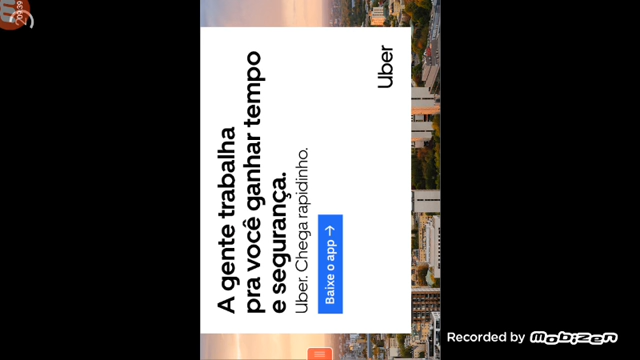 Uber
A gente trabalha
pra você ganhar tempo
e segurança.
Uber. Chega rapidinho.
Baixe o app →
Recorded by mobizen